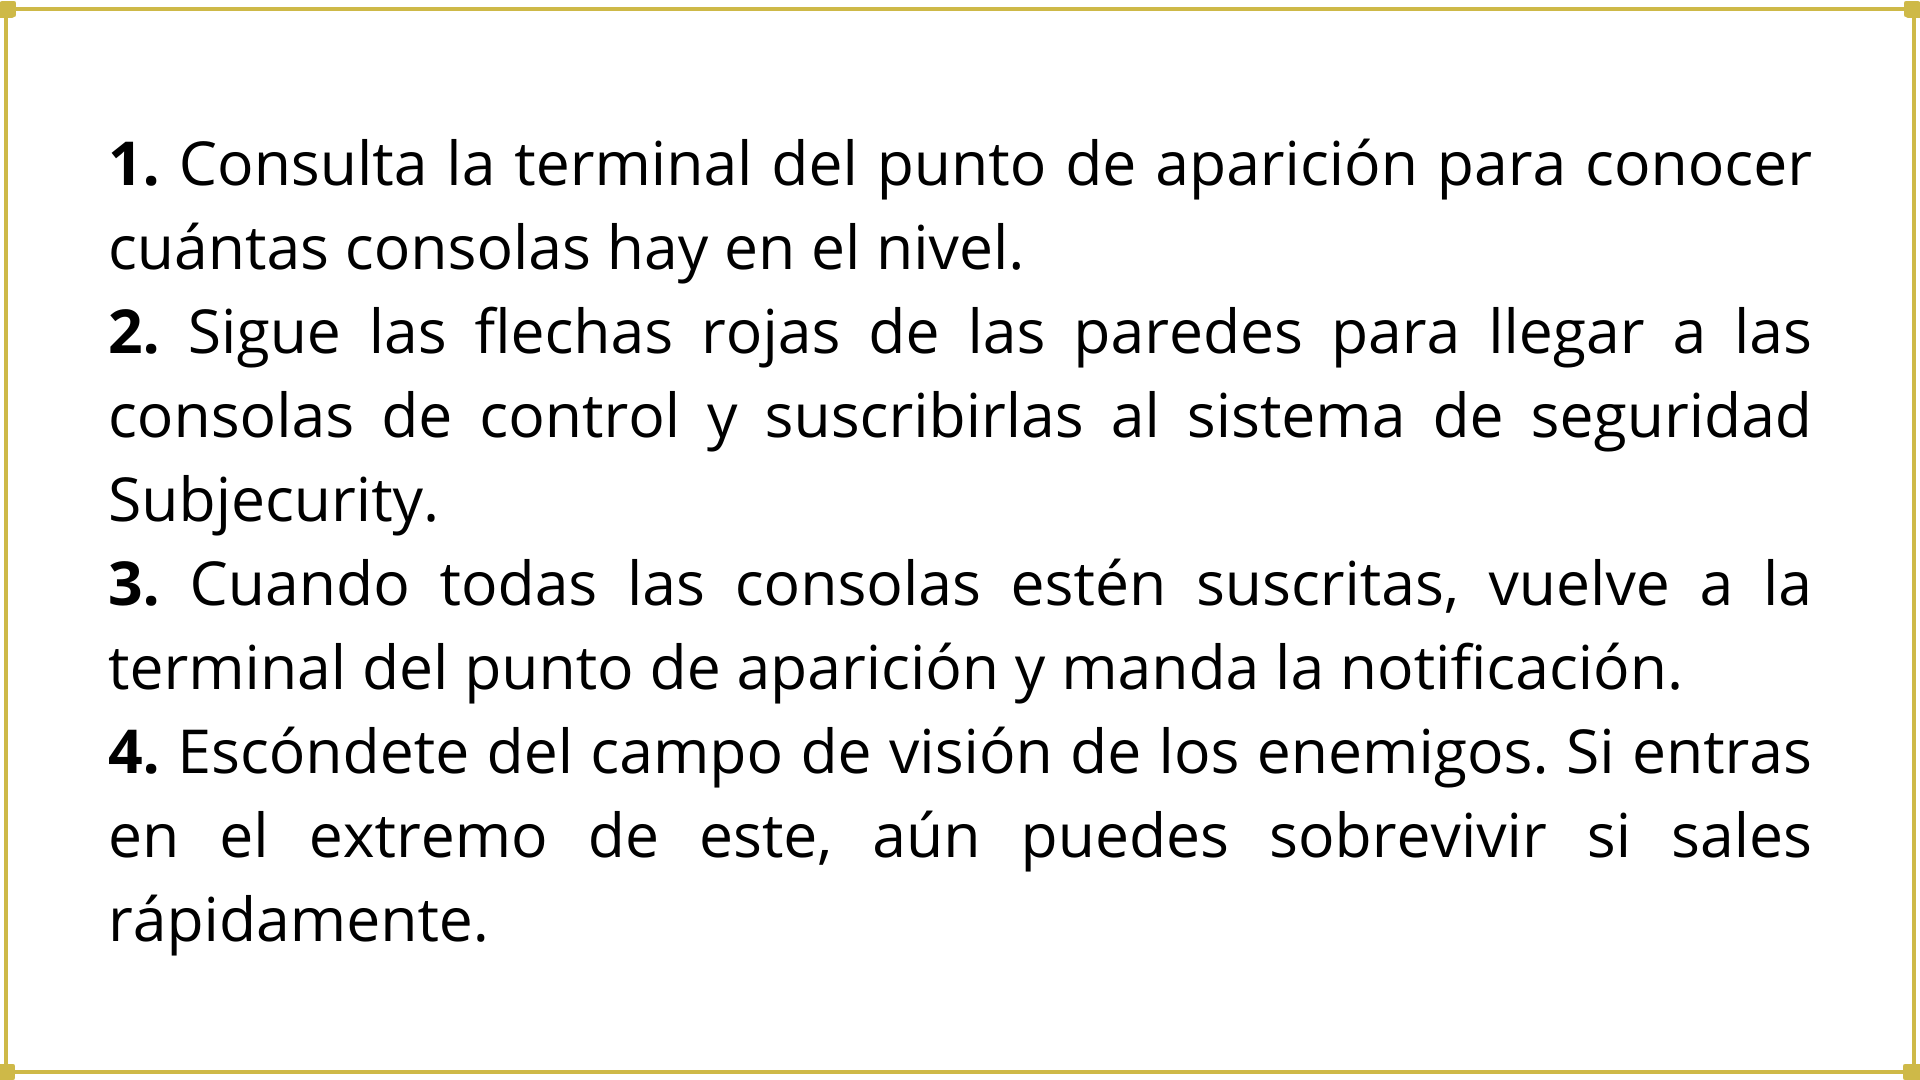 1. Consulta la terminal del punto de aparición para conocer
cuántas consolas hay en el nivel.
2. Sigue las flechas rojas de las paredes para llegar a las
consolas de control y suscribirlas al sistema de seguridad
Subjecurity.
3. Cuando todas las consolas estén suscritas, vuelve a la
terminal del punto de aparición y manda la notificación.
4. Escóndete del campo de visión de los enemigos. Si entras
en el extremo de este, aún puedes sobrevivir si sales
rápidamente.